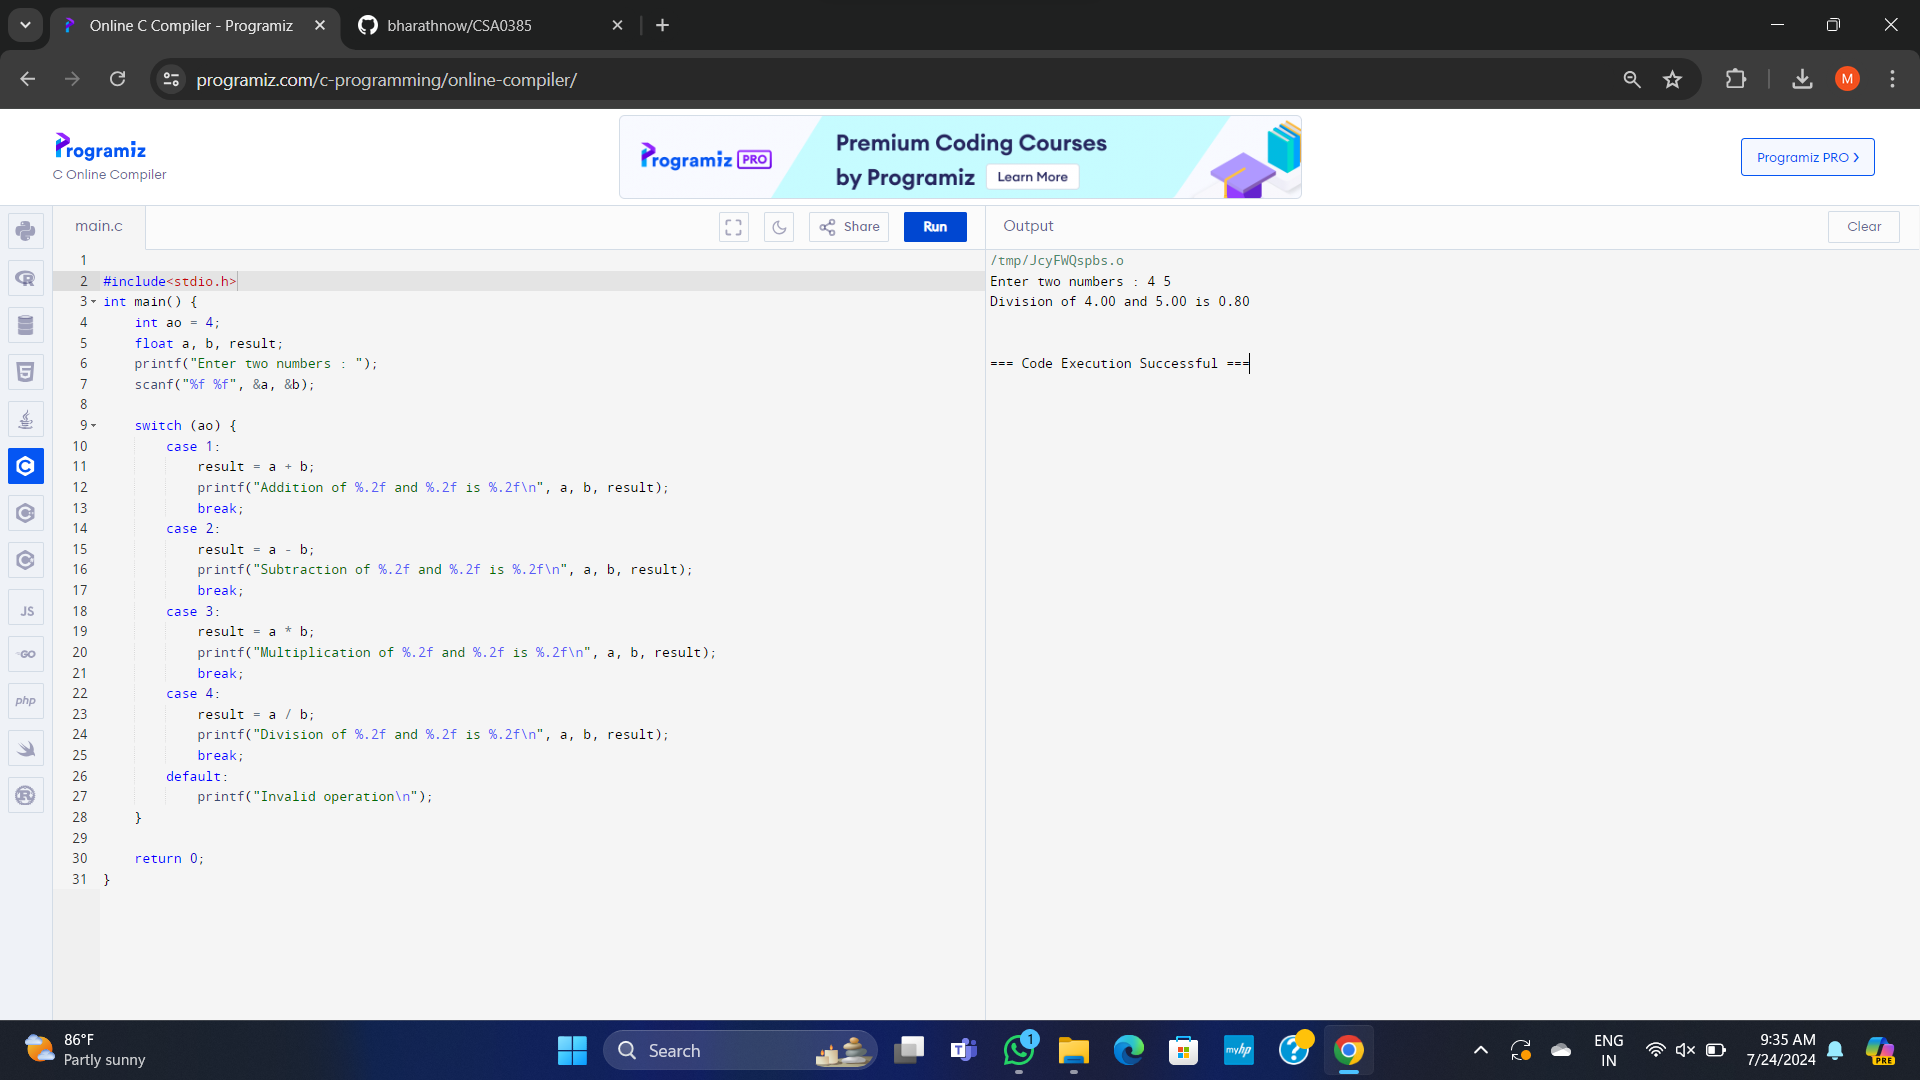 Online C Compiler - Programiz
bharathnow/CSA0385
programiz.com/c-programming/online-compiler/
M
Programiz
C Online Compiler
Programiz PRO
Premium Coding Courses
by Programiz
Learn More
Programiz PRO
main.c
Share
Run
Output
Clear
1
2 #include<stdio.h>
3 int main() {
4 int ao = 4;
5 float a, b, result;
6 printf("Enter two numbers : ");
7 scanf("%f %f", &a, &b);
8
9 switch (ao) {
10 case 1:
11 result = a + b;
12 printf("Addition of %.2f and %.2f is %.2f\n", a, b, result);
13 break;
14 case 2:
15 result = a - b;
16 printf("Subtraction of %.2f and %.2f is %.2f\n", a, b, result);
17 break;
18 case 3:
19 result = a * b;
20 printf("Multiplication of %.2f and %.2f is %.2f\n", a, b, result);
21 break;
22 case 4:
23 result = a / b;
24 printf("Division of %.2f and %.2f is %.2f\n", a, b, result);
25 break;
26 default:
27 printf("Invalid operation\n");
28 }
29
30 return 0;
31 }
/tmp/JcyFWQspbs.o
Enter two numbers : 4 5
Division of 4.00 and 5.00 is 0.80
=== Code Execution Successful ===
JS
GO
php
86°F
Partly sunny
Search
1
myhp
ENG
IN
9:35 AM
7/24/2024
PRE